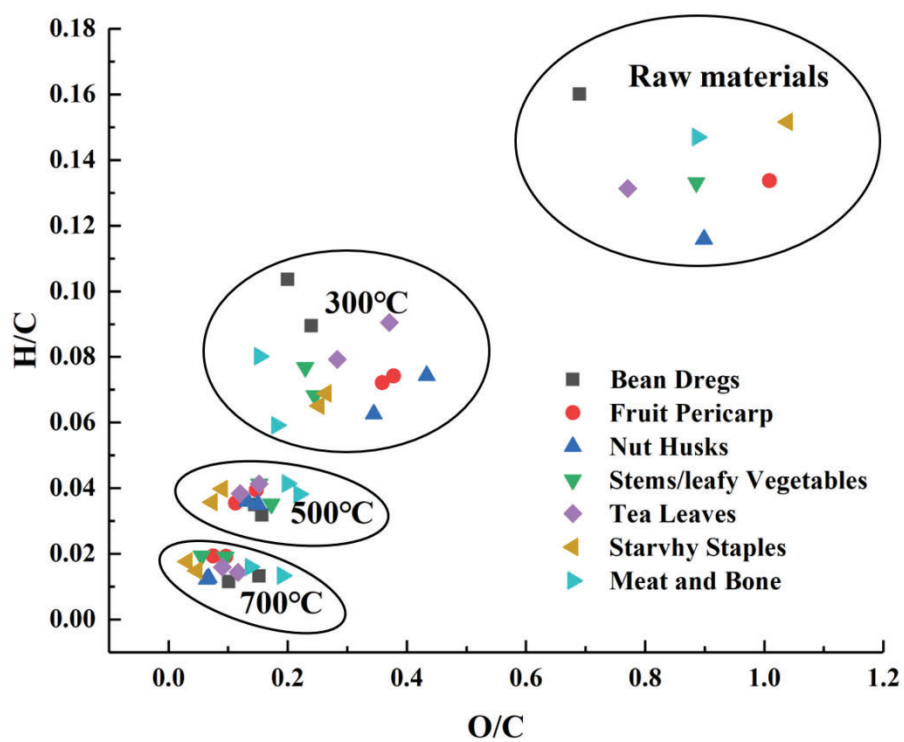 0.18
0.16
0.14
0.12
0.10
0.08
0.06
0.04
0.02
0.00
H/C
Raw materials
300℃
500℃
700℃
Bean Dregs
Fruit Pericarp
Nut Husks
Stems/leafy Vegetables
Tea Leaves
Starvhy Staples
Meat and Bone
0.0 0.2 0.4 0.6 0.8 1.0 1.2
O/C